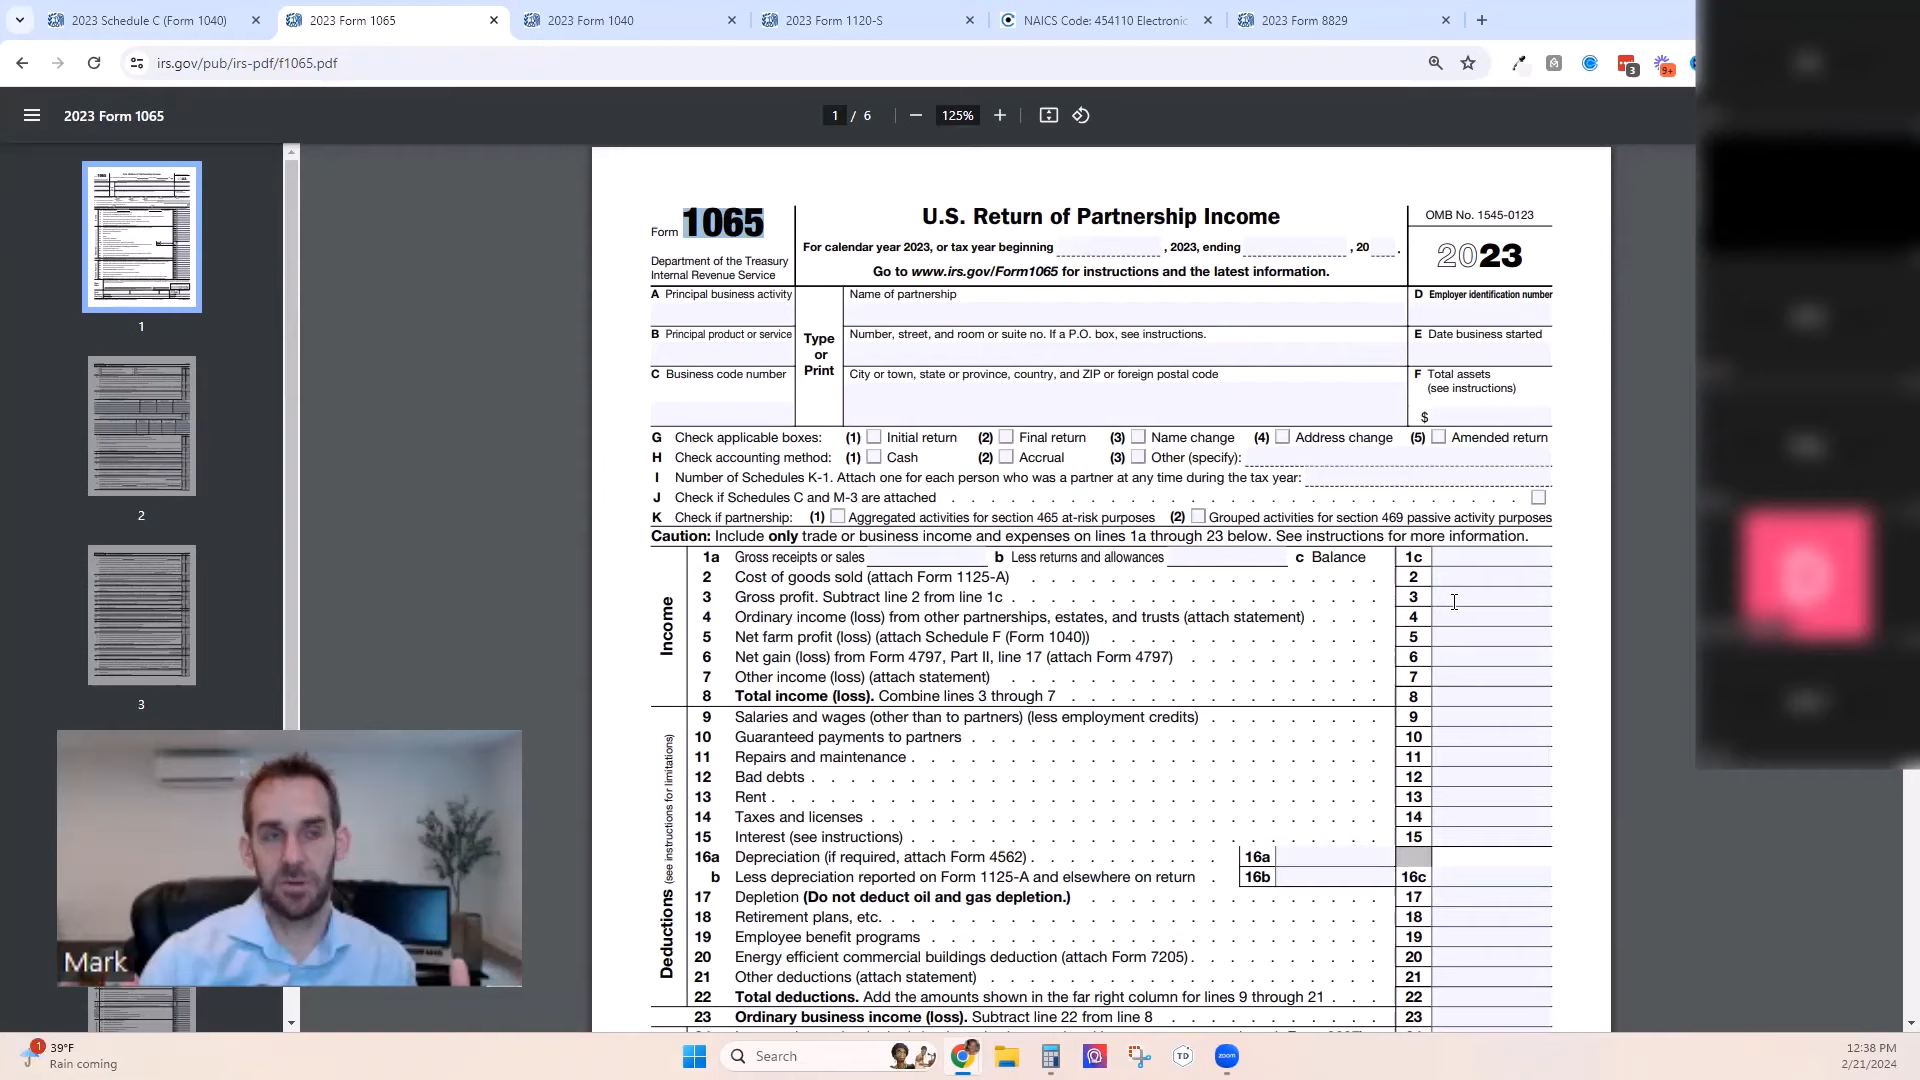 2023 Schedule C (Form 1040)
2023 Form 1065
2023 Form 1040
2023 Form 1120-S
NAICS Code: 454110 Electronic
2023 Form 8829
irs.gov/pub/irs-pdf/f1065.pdf
3
9+
2023 Form 1065
1 / 6
125%
1
2
3
Form 1065
Department of the Treasury
Internal Revenue Service
U.S. Return of Partnership Income
For calendar year 2023, or tax year beginning , 2023, ending , 20 .
Go to www.irs.gov/Form1065 for instructions and the latest information.
OMB No. 1545-0123
2023
A Principal business activity
B Principal product or service
C Business code number
Type
or
Print
Name of partnership
Number, street, and room or suite no. If a P.O. box, see instructions.
City or town, state or province, country, and ZIP or foreign postal code
D Employer identification number
E Date business started
F Total assets
(see instructions)
$
G Check applicable boxes: (1) Initial return (2) Final return (3) Name change (4) Address change (5) Amended return
H Check accounting method: (1) Cash (2) Accrual (3) Other (specify):
I Number of Schedules K-1. Attach one for each person who was a partner at any time during the tax year:
J Check if Schedules C and M-3 are attached
K Check if partnership: (1) Aggregated activities for section 465 at-risk purposes (2) Grouped activities for section 469 passive activity purposes
Caution: Include only trade or business income and expenses on lines 1a through 23 below. See instructions for more information.
Income
1a Gross receipts or sales b Less returns and allowances c Balance 1c
2 Cost of goods sold (attach Form 1125-A) 2
3 Gross profit. Subtract line 2 from line 1c 3
4 Ordinary income (loss) from other partnerships, estates, and trusts (attach statement) 4
5 Net farm profit (loss) (attach Schedule F (Form 1040)) 5
6 Net gain (loss) from Form 4797, Part II, line 17 (attach Form 4797) 6
7 Other income (loss) (attach statement) 7
8 Total income (loss). Combine lines 3 through 7 8
Deductions (see instructions for limitations)
9 Salaries and wages (other than to partners) (less employment credits) 9
10 Guaranteed payments to partners 10
11 Repairs and maintenance 11
12 Bad debts 12
13 Rent 13
14 Taxes and licenses 14
15 Interest (see instructions) 15
16a Depreciation (if required, attach Form 4562) 16a
b Less depreciation reported on Form 1125-A and elsewhere on return 16b 16c
17 Depletion (Do not deduct oil and gas depletion.) 17
18 Retirement plans, etc. 18
19 Employee benefit programs 19
20 Energy efficient commercial buildings deduction (attach Form 7205) 20
21 Other deductions (attach statement) 21
22 Total deductions. Add the amounts shown in the far right column for lines 9 through 21 22
23 Ordinary business income (loss). Subtract line 22 from line 8 23
Mark
1
39°F
Rain coming
Search
TD
zoom
12:38 PM
2/21/2024